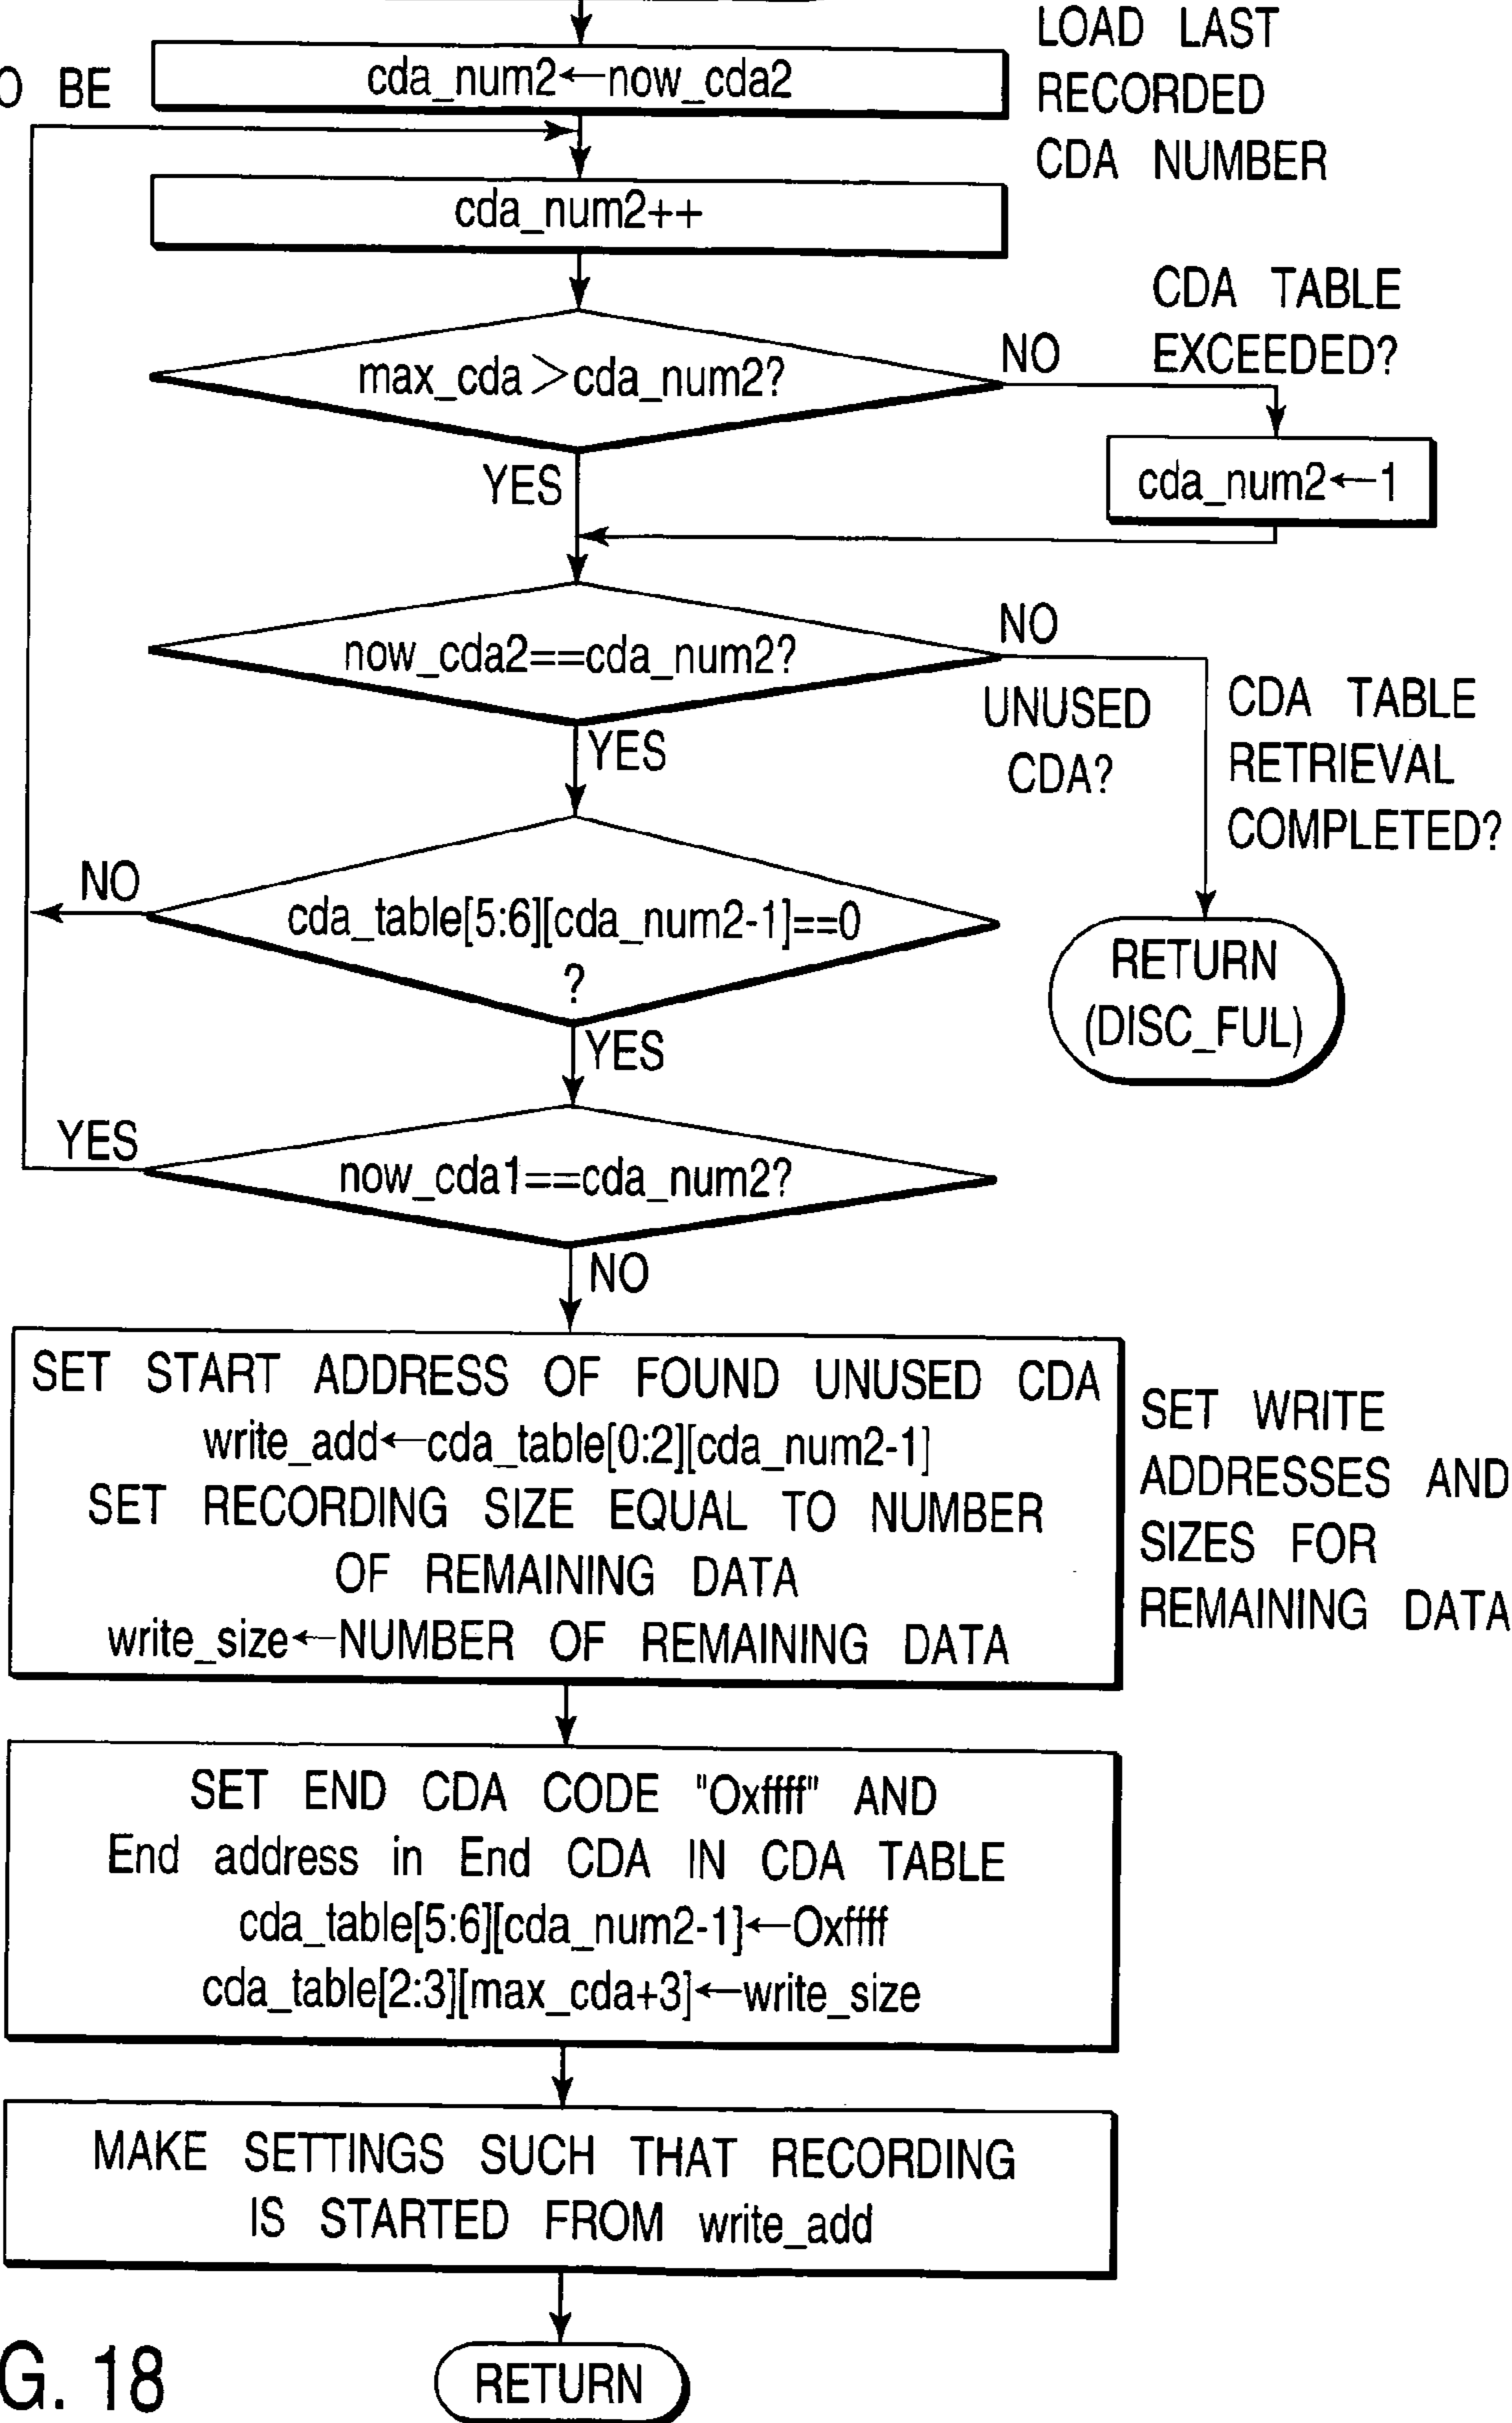 LOAD LAST
RECORDED
CDA NUMBER
O BE
cda_num2←now_cda2
cda_num2++
CDA TABLE
EXCEEDED?
max_cda>cda_num2?
NO
YES
cda_num2←1
now_cda2==cda_num2?
NO
YES
UNUSED
CDA?
CDA TABLE
RETRIEVAL
COMPLETED?
NO
cda_table[5:6][cda_num2-1]==0
?
YES
RETURN
(DISC_FUL)
YES
now_cda1==cda_num2?
NO
SET START ADDRESS OF FOUND UNUSED CDA
write_add←cda_table[0:2][cda_num2-1]
SET RECORDING SIZE EQUAL TO NUMBER
OF REMAINING DATA
write_size←NUMBER OF REMAINING DATA
SET WRITE
ADDRESSES AND
SIZES FOR
REMAINING DATA
SET END CDA CODE "Oxffff" AND
End address in End CDA IN CDA TABLE
cda_table[5:6][cda_num2-1]←Oxffff
cda_table[2:3][max_cda+3]←write_size
MAKE SETTINGS SUCH THAT RECORDING
IS STARTED FROM write_add
RETURN
G. 18